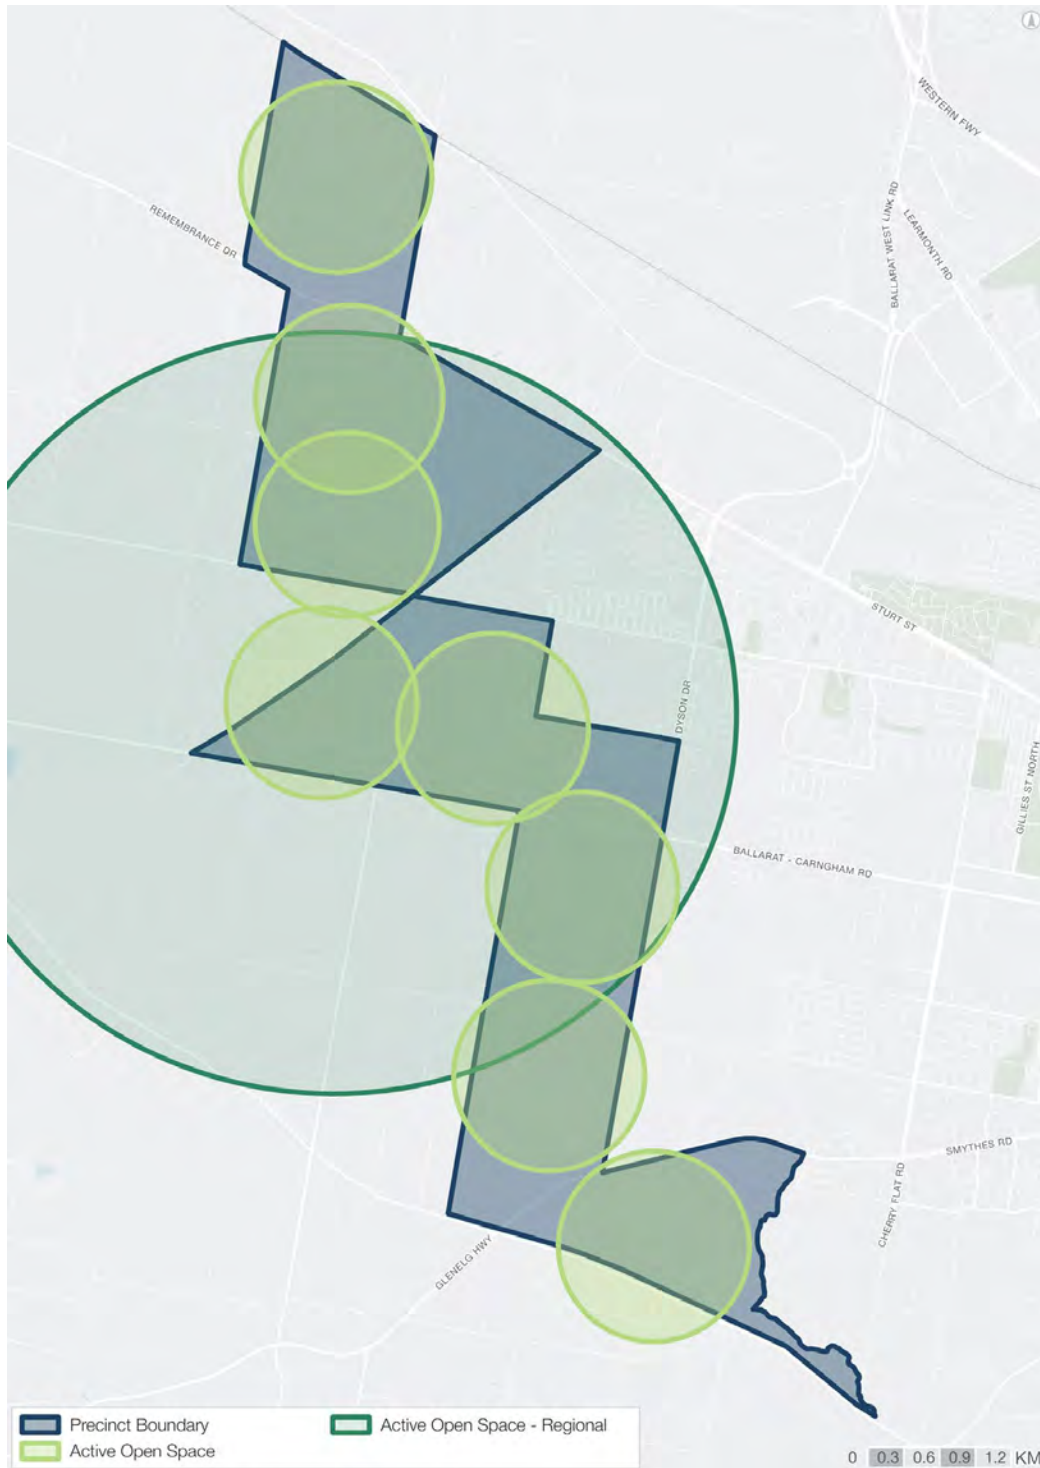 WESTERN FWY
BALLARAT WEST LINK RD
LEARMONTH RD
REMEMBRANCE DR
STURT ST
DYSON DR
GILLIES ST NORTH
BALLARAT - CARNGHAM RD
SMYTHES RD
CHERRY FLAT RD
GLENELG HWY
Precinct Boundary
Active Open Space - Regional
Active Open Space
0 0.3 0.6 0.9 1.2 KM